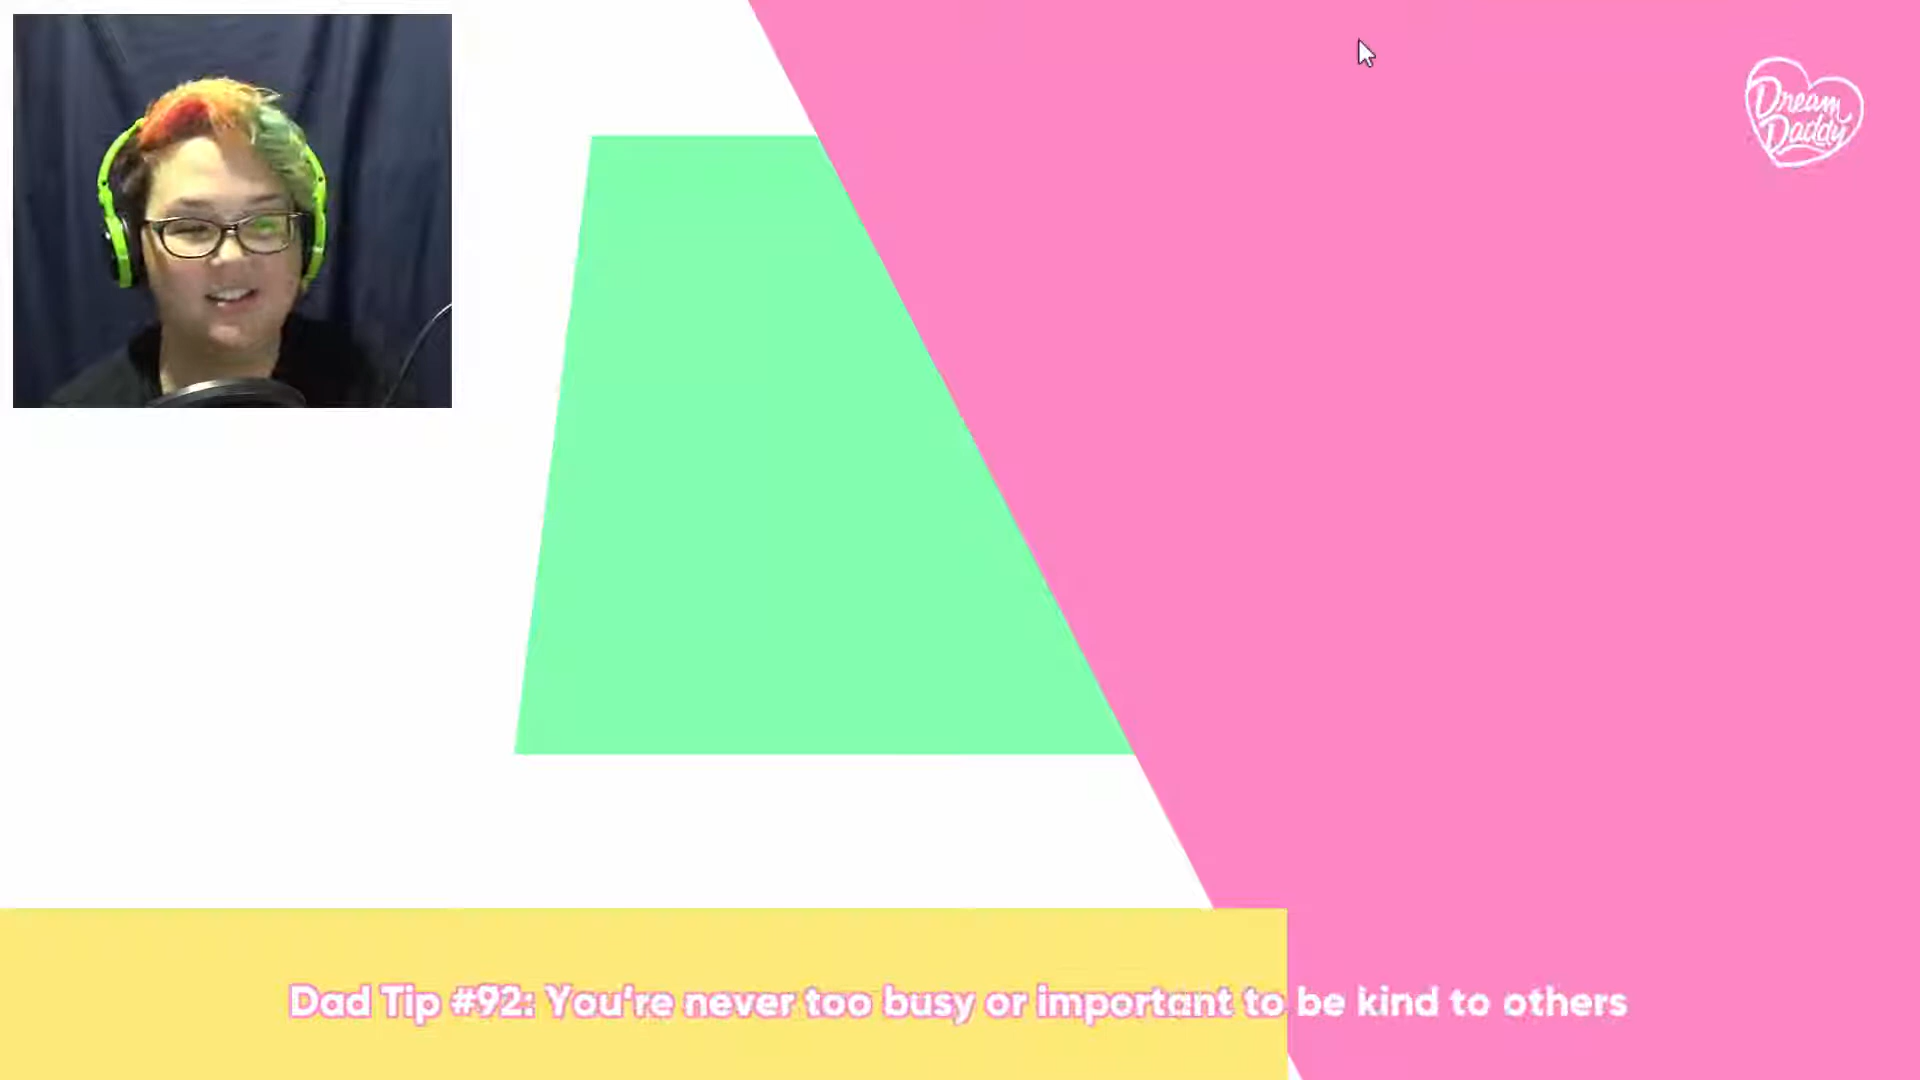 Dream
Daddy
Dad Tip #92: You're never too busy or important to be kind to others